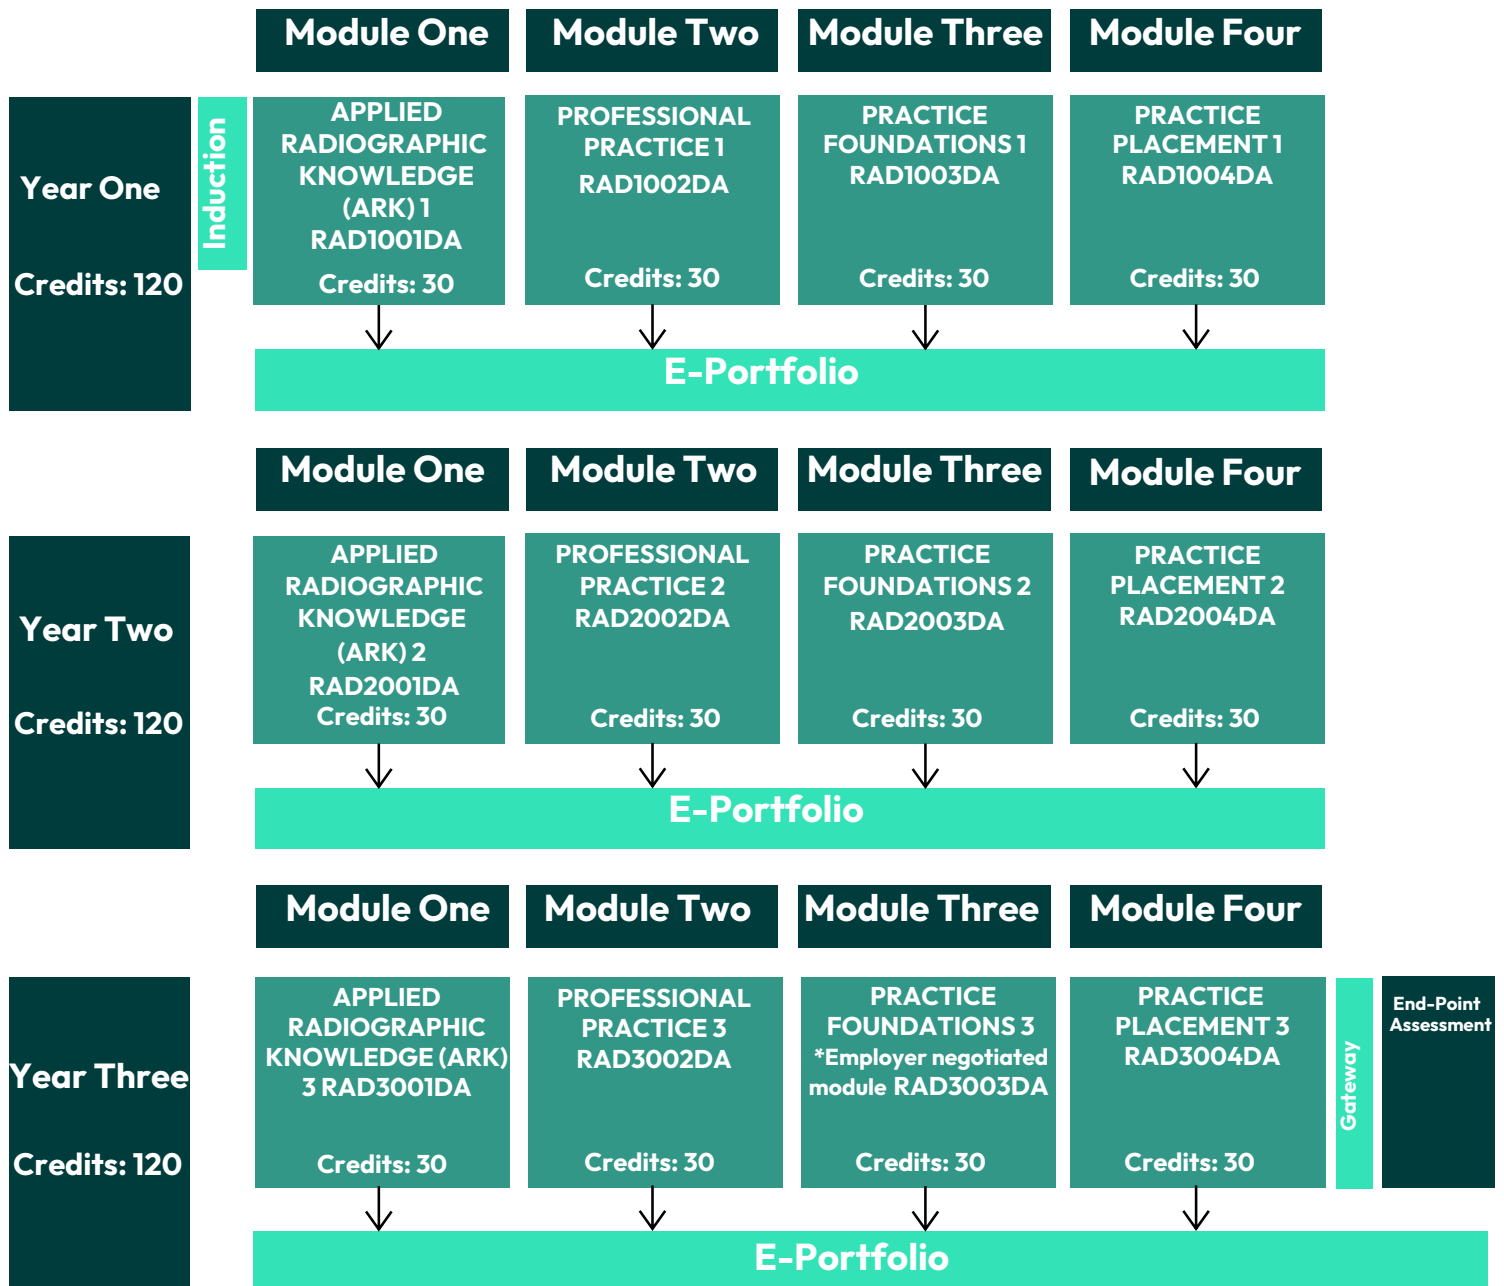 Module One
Module Two
Module Three
Module Four
Year One
Credits: 120
Induction
APPLIED
RADIOGRAPHIC
KNOWLEDGE
(ARK) 1
RAD1001DA
Credits: 30
PROFESSIONAL
PRACTICE 1
RAD1002DA
Credits: 30
PRACTICE
FOUNDATIONS 1
RAD1003DA
Credits: 30
PRACTICE
PLACEMENT 1
RAD1004DA
Credits: 30
E-Portfolio
Module One
Module Two
Module Three
Module Four
Year Two
Credits: 120
APPLIED
RADIOGRAPHIC
KNOWLEDGE
(ARK) 2
RAD2001DA
Credits: 30
PROFESSIONAL
PRACTICE 2
RAD2002DA
Credits: 30
PRACTICE
FOUNDATIONS 2
RAD2003DA
Credits: 30
PRACTICE
PLACEMENT 2
RAD2004DA
Credits: 30
E-Portfolio
Module One
Module Two
Module Three
Module Four
Year Three
Credits: 120
APPLIED
RADIOGRAPHIC
KNOWLEDGE (ARK)
3 RAD3001DA
Credits: 30
PROFESSIONAL
PRACTICE 3
RAD3002DA
Credits: 30
PRACTICE
FOUNDATIONS 3
*Employer negotiated
module RAD3003DA
Credits: 30
PRACTICE
PLACEMENT 3
RAD3004DA
Credits: 30
Gateway
End-Point
Assessment
E-Portfolio